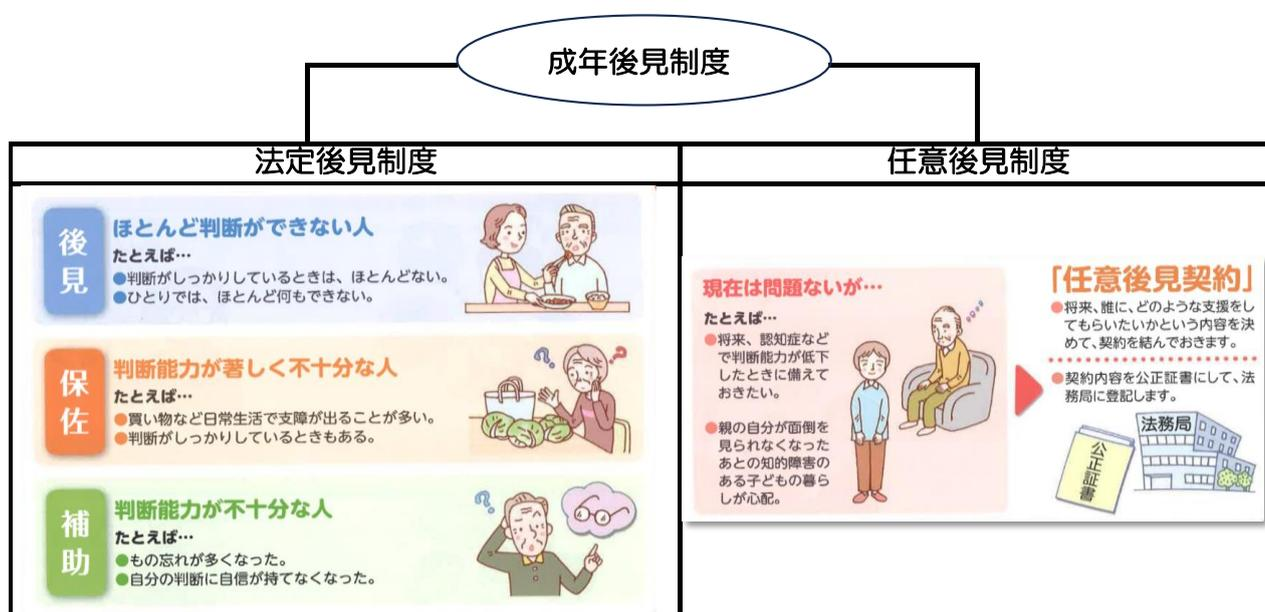 成年後見制度
法定後見制度
後見
ほとんど判断ができない人
たとえば…
●判断がしっかりしているときは、ほとんどない。
●ひとりでは、ほとんど何もできない。
保佐
判断能力が著しく不十分な人
たとえば…
●買い物など日常生活で支障が出ることが多い。
●判断がしっかりしているときもある。
補助
判断能力が不十分な人
たとえば…
●もの忘れが多くなった。
●自分の判断に自信が持てなくなった。
任意後見制度
現在は問題ないが…
たとえば…
●将来、認知症など
で判断能力が低下
したときに備えて
おきたい。
●親の自分が面倒を
見られなくなった
あとの知的障害の
ある子どもの暮ら
しが心配。
「任意後見契約」
●将来、誰に、どのような支援をし
てもらいたいかという内容を決
めて、契約を結んでおきます。
●契約内容を公正証書にして、法
務局に登記します。
法務局
公正証書